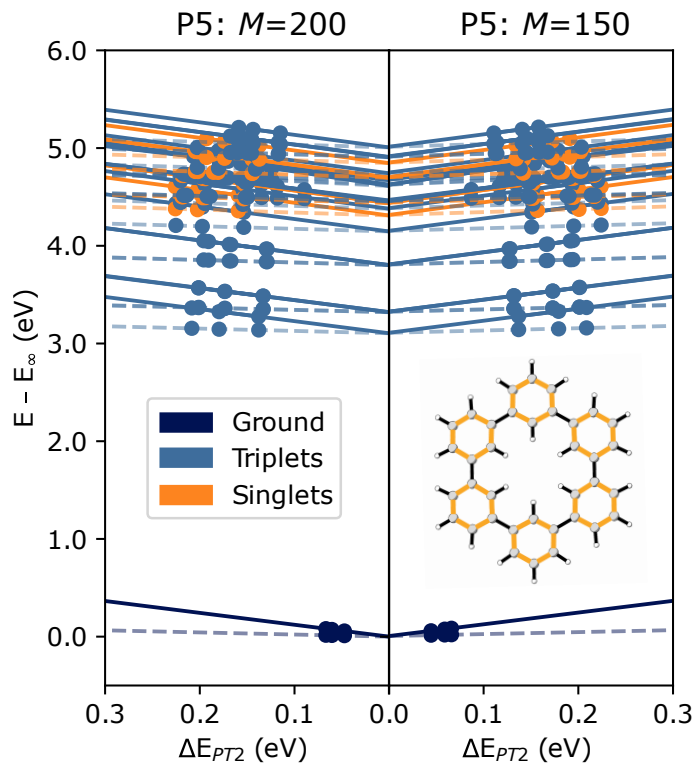 P5: M=200
P5: M=150
6.0
5.0
4.0
3.0
2.0
1.0
0.0
E − E∞ (eV)
Ground
Triplets
Singlets
0.3
0.2
0.1
0.0
0.1
0.2
0.3
ΔE_PT2 (eV)
ΔE_PT2 (eV)